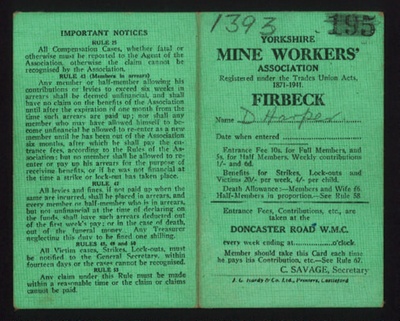 IMPORTANT NOTICES
RULE 25
All Compensation Cases, whether fatal or
otherwise must be reported to the Agent of the
Association, otherwise the claim cannot be
recognised by the Association.
RULE 43 (Members in arrears)
Any member or half-member allowing his
contributions or levies to exceed six weeks in
arrears shall be deemed unfinancial, and shall
have no claim on the benefits of the Association
until after the expiration of one month from the
time such arrears are paid up; nor shall any
member who may have allowed himself to be-
come unfinancial be allowed to re-enter as a new
member until he has been out of the Association
six months, after which he shall pay the en-
trance fees, according to the Rules of the As-
sociation; but no member shall be allowed to re-
enter or pay up his arrears for the purpose of
receiving benefits, or if he was not financial at
the time a strike or lock-out was taken place.
RULE 47
All levies and fines, if not paid up when the
same are incurred, shall be placed in arrears, and
every member or half member who is in arrears,
but not unfinancial at the time of declaring on
the funds, shall have such arrears deducted out
of the first week's pay; or in the case of death,
out of the funeral money. Any Treasurer
neglecting this duty to be fined one shilling.
RULES 47, 49 and 64
All Victim cases, Strikes, Lock-outs, must
be notified to the General Secretary, within
fourteen days or the cases cannot be recognised.
RULE 53
Any claim under this Rule must be made
within a reasonable time or the claim or claims
cannot be paid.
1393
195
YORKSHIRE
MINE WORKERS'
ASSOCIATION
Registered under the Trades Union Acts,
1871-1941.
FIRBECK
Name D. Harper
Date when entered
Entrance Fee 10s. for Full Members, and
5s. for Half Members. Weekly contributions
1/- and 6d.
Benefits for Strikes, Lock-outs and
Victims 20/- per week, 4/- per child.
Death Allowance:—Members and Wife £6.
Half-Members in proportion.—See Rule 58.
Entrance Fees, Contributions, etc., are
taken at the
DONCASTER ROAD W.M.C.
every week ending at o'clock.
Member should take this Card each time
he pays his Contribution, etc.—See Rule 67.
C. SAVAGE, Secretary
& Co. Ltd., Printers, Castleford